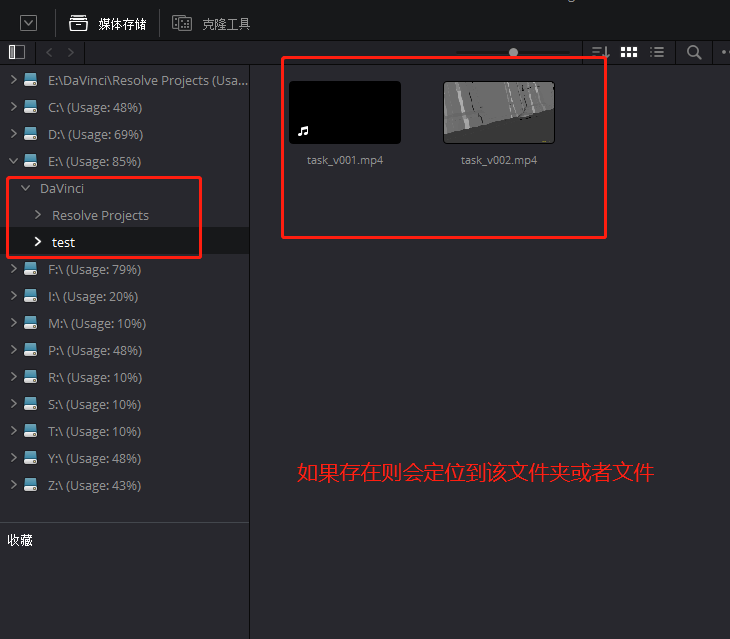 媒体存储
克隆工具
E:\DaVinci\Resolve Projects (Usa...
C:\ (Usage: 48%)
D:\ (Usage: 69%)
E:\ (Usage: 85%)
DaVinci
Resolve Projects
test
F:\ (Usage: 79%)
I:\ (Usage: 20%)
M:\ (Usage: 10%)
P:\ (Usage: 48%)
R:\ (Usage: 10%)
S:\ (Usage: 10%)
T:\ (Usage: 10%)
Y:\ (Usage: 48%)
Z:\ (Usage: 43%)
收藏
task_v001.mp4
task_v002.mp4
如果存在则会定位到该文件夹或者文件